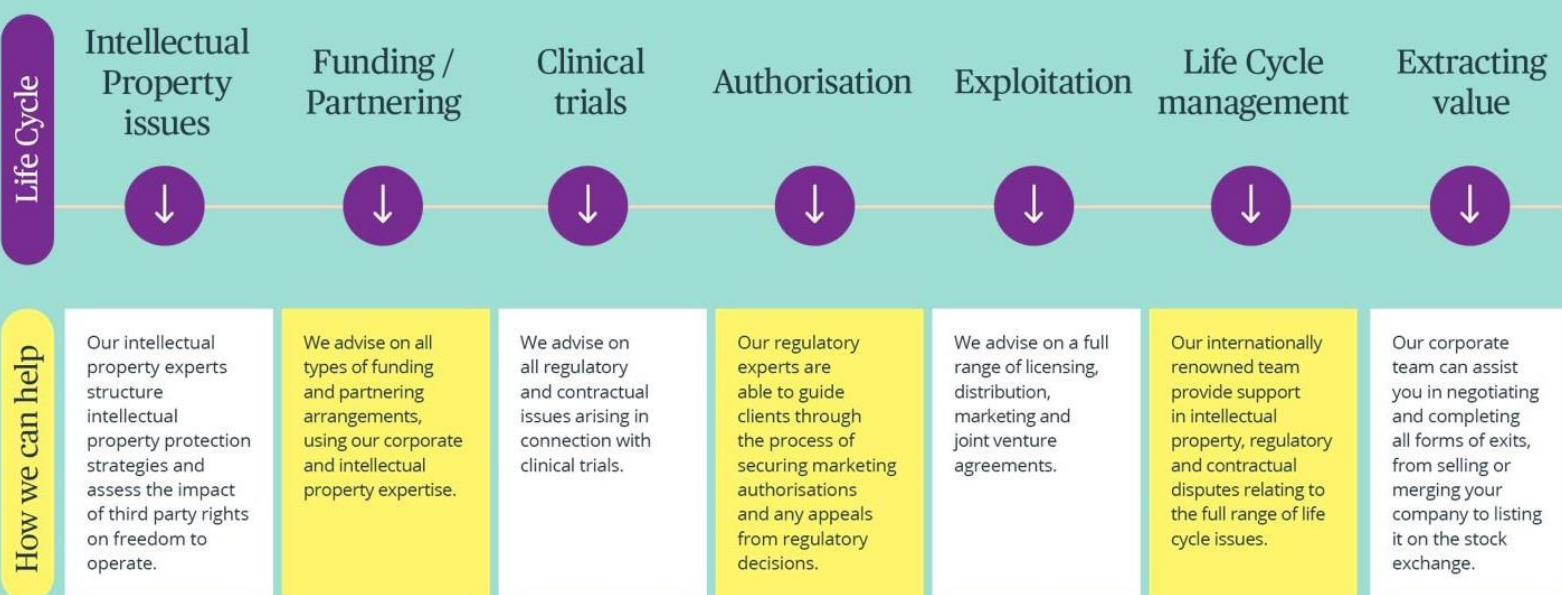 Life Cycle
Intellectual
Property
issues
Funding /
Partnering
Clinical
trials
Authorisation
Exploitation
Life Cycle
management
Extracting
value
How we can help
Our intellectual
property experts
structure
intellectual
property protection
strategies and
assess the impact
of third party rights
on freedom to
operate.
We advise on all
types of funding
and partnering
arrangements,
using our corporate
and intellectual
property expertise.
We advise on
all regulatory
and contractual
issues arising in
connection with
clinical trials.
Our regulatory
experts are
able to guide
clients through
the process of
securing marketing
authorisations
and any appeals
from regulatory
decisions.
We advise on a full
range of licensing,
distribution,
marketing and
joint venture
agreements.
Our internationally
renowned team
provide support
in intellectual
property, regulatory
and contractual
disputes relating to
the full range of life
cycle issues.
Our corporate
team can assist
you in negotiating
and completing
all forms of exits,
from selling or
merging your
company to listing
it on the stock
exchange.